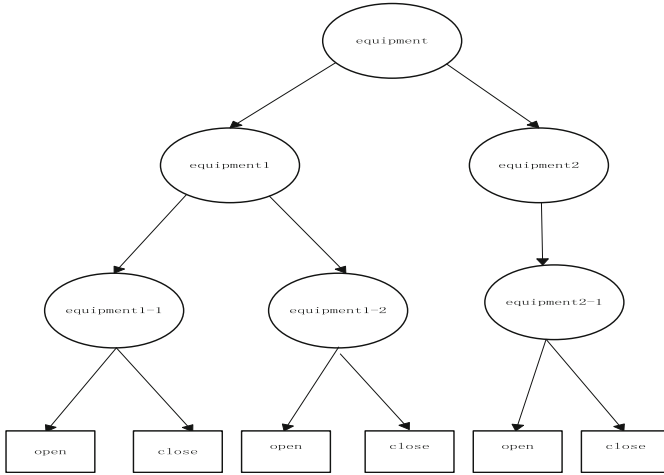 equipment
equipment1
equipment2
equipment1-1
equipment1-2
equipment2-1
open
close
open
close
open
close